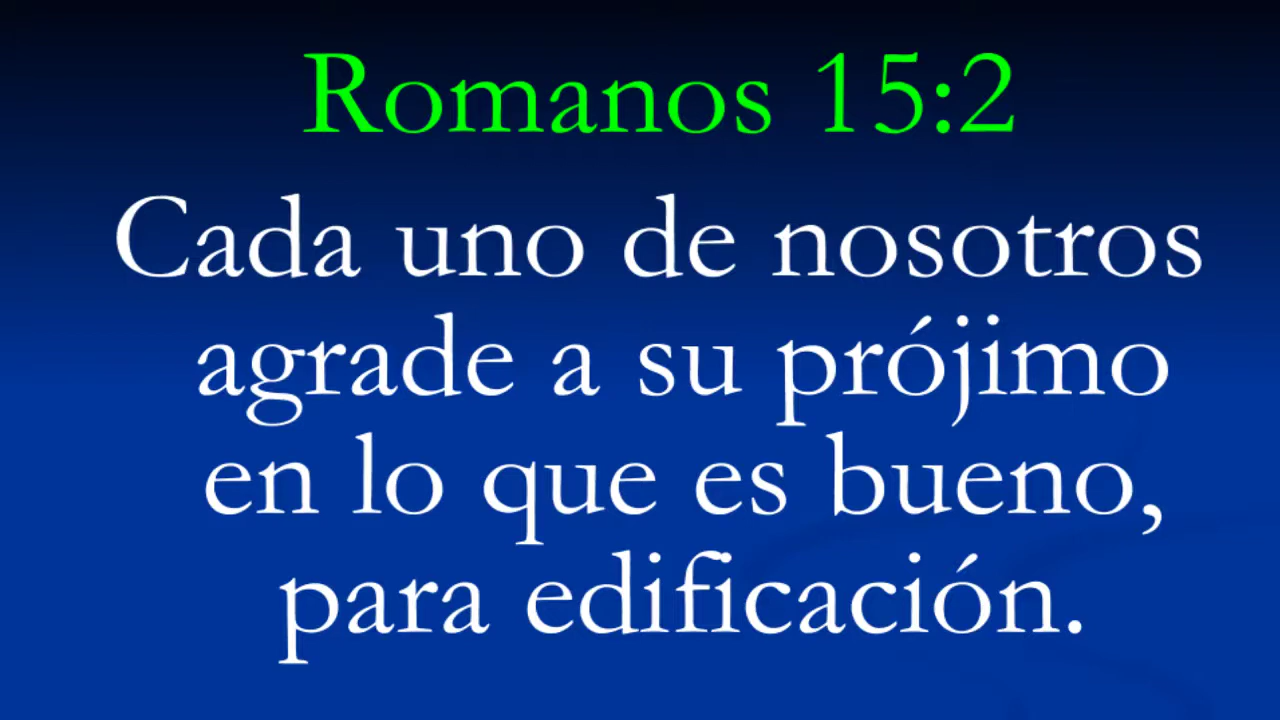 Romanos 15:2
Cada uno de nosotros
agrade a su prójimo
en lo que es bueno,
para edificación.